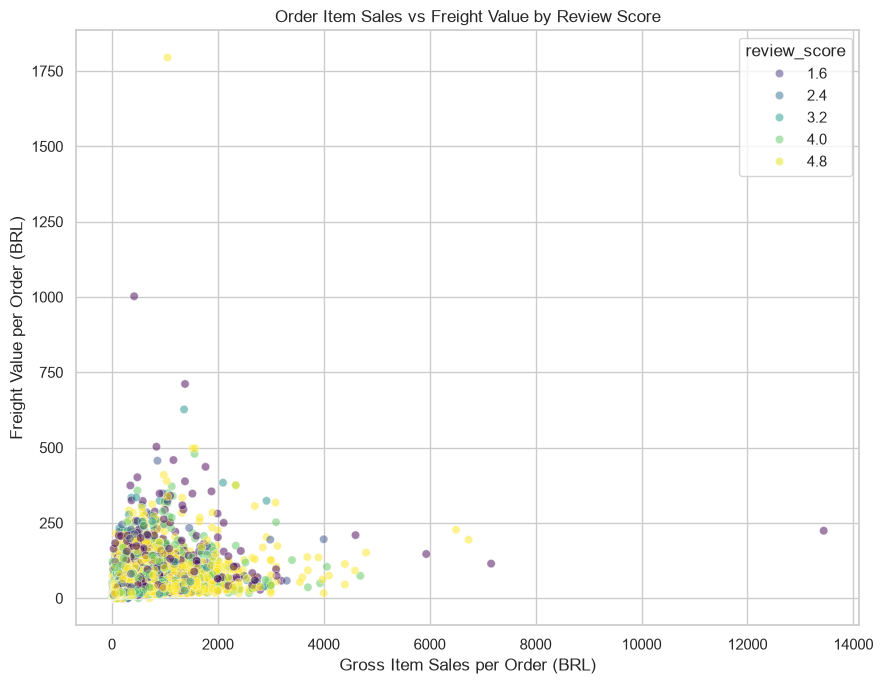 Order Item Sales vs Freight Value by Review Score
review_score
1.6
2.4
3.2
4.0
4.8
Freight Value per Order (BRL)
1750
1500
1250
1000
750
500
250
0
0 2000 4000 6000 8000 10000 12000 14000
Gross Item Sales per Order (BRL)